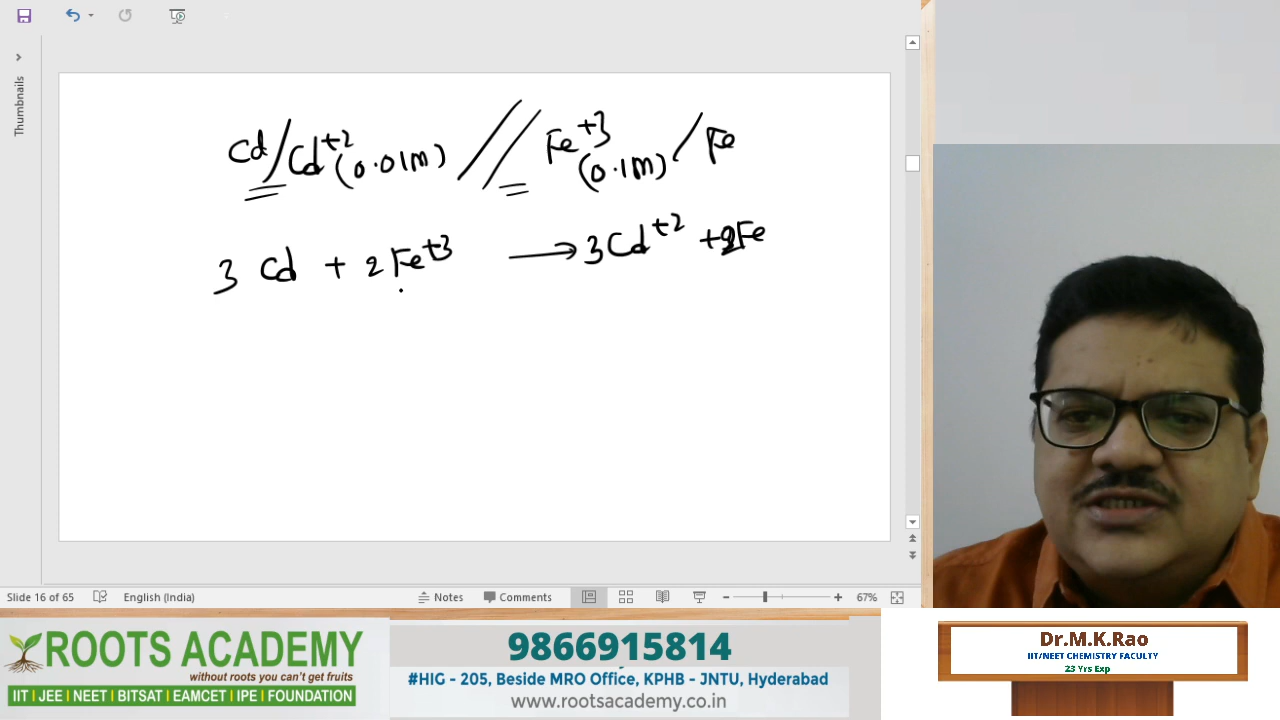 Thumbnails
Cd/Cd+2(0.01M) // Fe+3(0.1M) / Fe
3 Cd + 2Fe+3 → 3Cd+2 + 2Fe
Slide 16 of 65 English (India) Notes Comments 67%
ROOTS ACADEMY
without roots you can't get fruits
IIT I JEE I NEET I BITSAT I EAMCET I IPE I FOUNDATION
9866915814
#HIG - 205, Beside MRO Office, KPHB - JNTU, Hyderabad
www.rootsacademy.co.in
Dr.M.K.Rao
IIT/NEET CHEMISTRY FACULTY
23 Yrs Exp